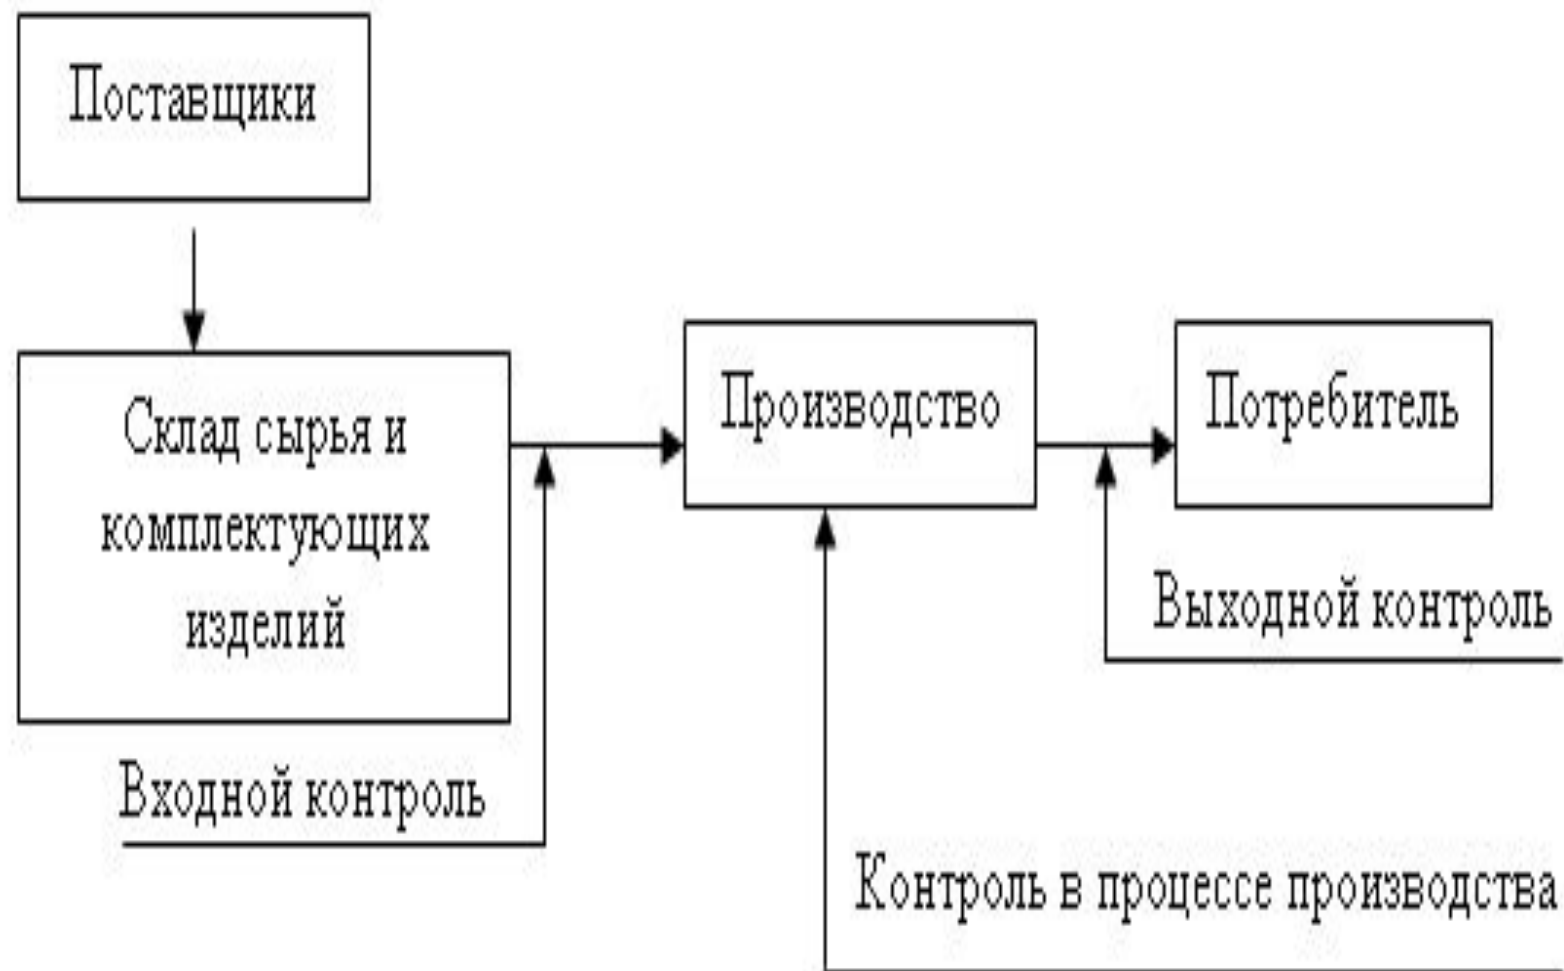 Поставщики
Склад сырья и
комплектующих
изделий
Производство
Потребитель
Выходной контроль
Входной контроль
Контроль в процессе производства